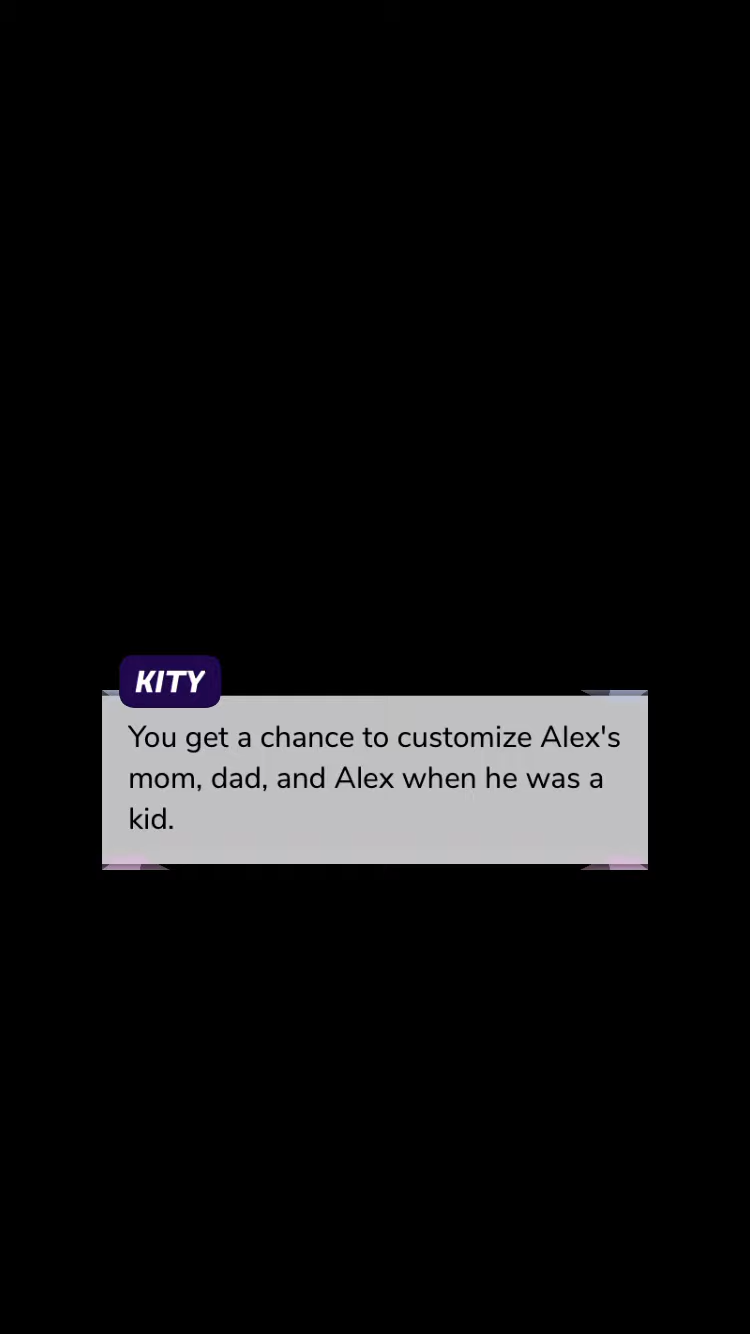 KITY
You get a chance to customize Alex's
mom, dad, and Alex when he was a
kid.